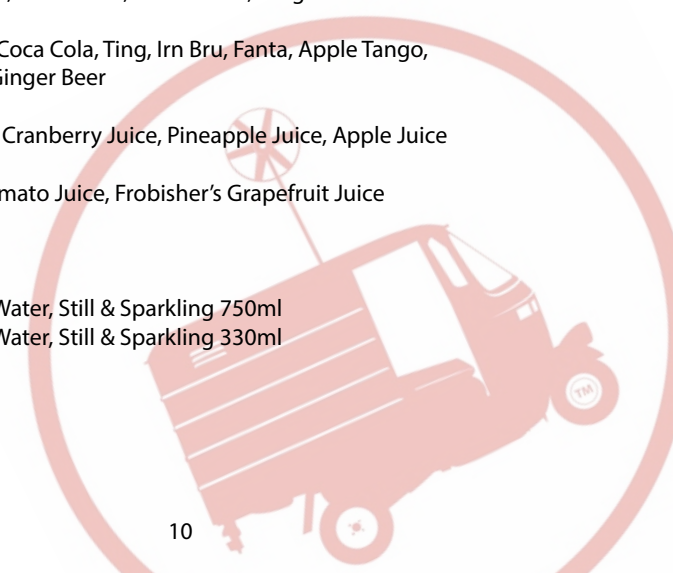 Coca Cola, Ting, Irn Bru, Fanta, Apple Tango,
Ginger Beer
Cranberry Juice, Pineapple Juice, Apple Juice
Juice, Frobisher’s Grapefruit Juice
Water, Still & Sparkling 750ml
Water, Still & Sparkling 330ml
TM
10